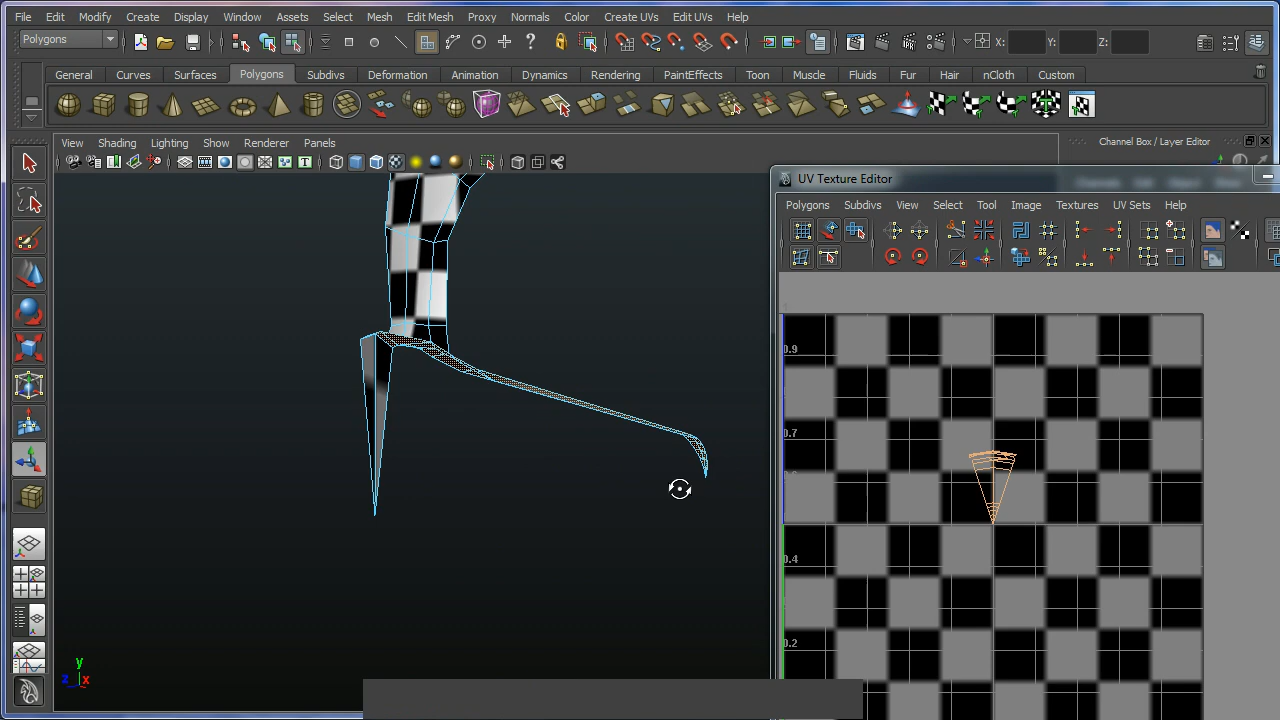 File Edit Modify Create Display Window Assets Select Mesh Edit Mesh Proxy Normals Color Create UVs Edit UVs Help
Polygons X: Y: Z:
General Curves Surfaces Polygons Subdivs Deformation Animation Dynamics Rendering PaintEffects Toon Muscle Fluids Fur Hair nCloth Custom
View Shading Lighting Show Renderer Panels
Channel Box / Layer Editor
UV Texture Editor
Polygons Subdivs View Select Tool Image Textures UV Sets Help
0.9
0.7
0.4
0.2
y
z x